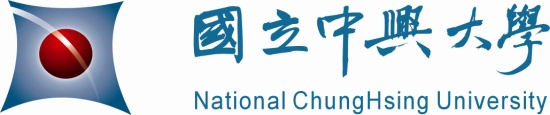 國立中興大學
National ChungHsing University